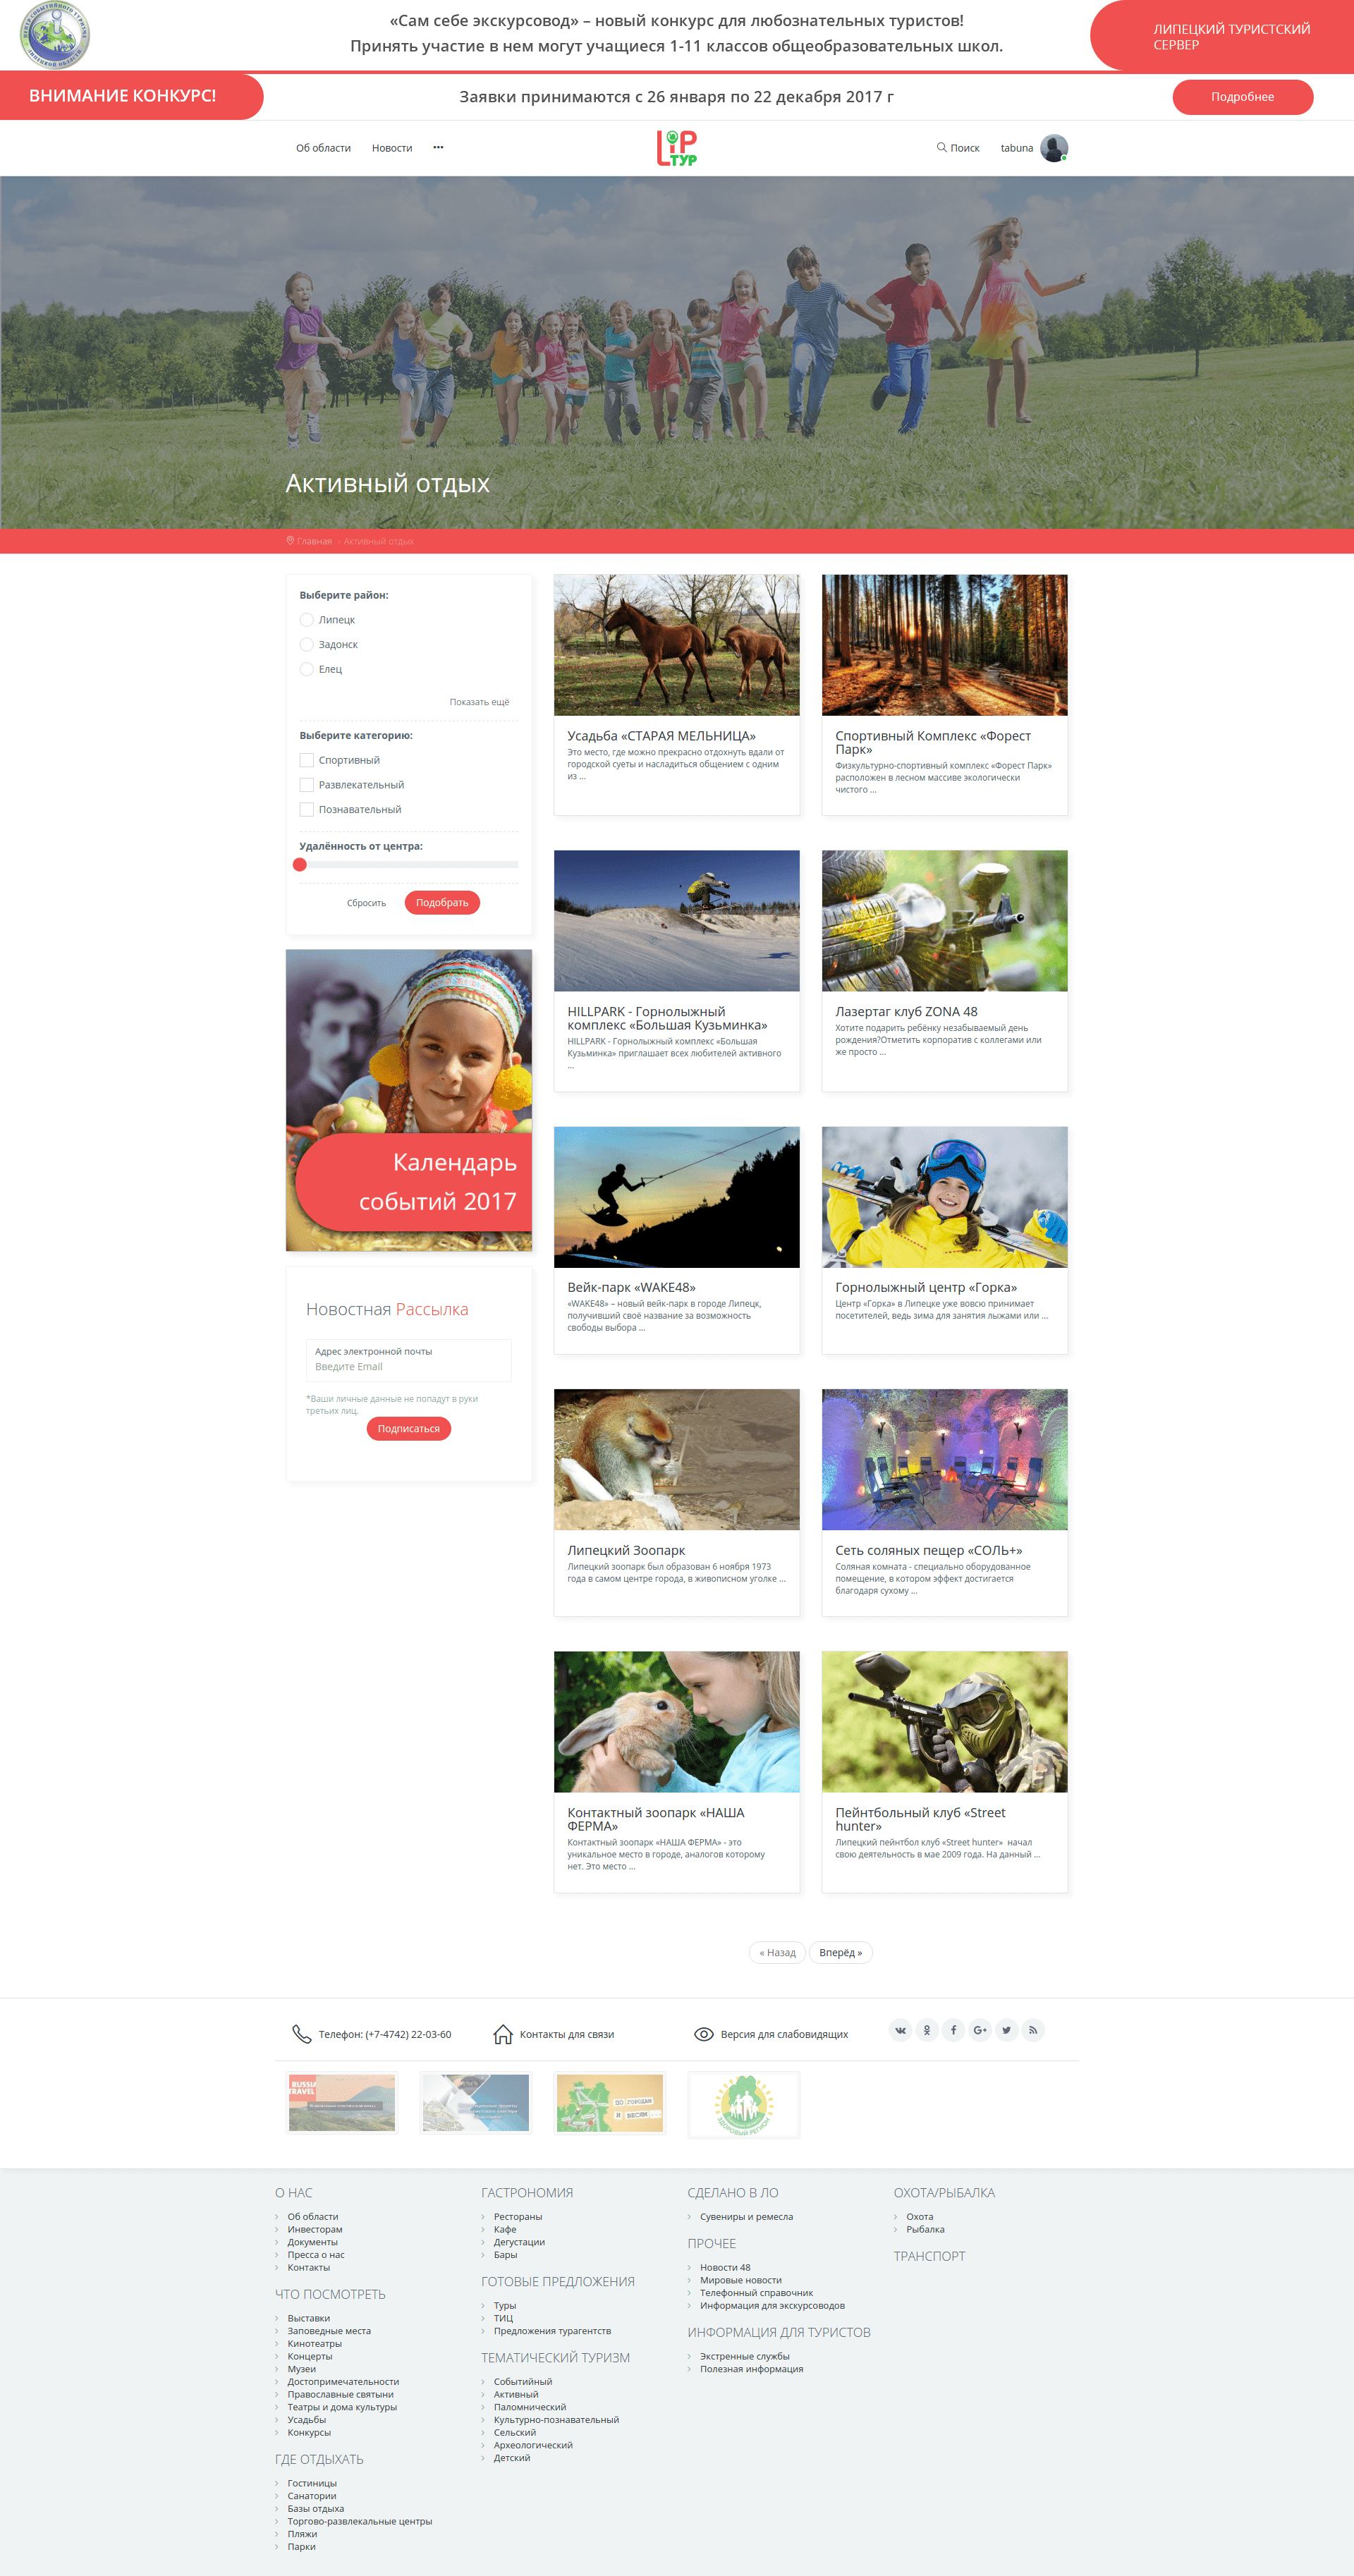 «Сам себе экскурсовод» – новый конкурс для любознательных туристов!
Принять участие в нем могут учащиеся 1-11 классов общеобразовательных школ.
ЛИПЕЦКИЙ ТУРИСТСКИЙ
СЕРВЕР
ВНИМАНИЕ КОНКУРС!
Заявки принимаются с 26 января по 22 декабря 2017 г
Подробнее
Об области
Новости
•••
LiP
ТУР
Поиск
tabuna
Активный отдых
Главная › Активный отдых
Выберите район:
Липецк
Задонск
Елец
Показать ещё
Выберите категорию:
Спортивный
Развлекательный
Познавательный
Удалённость от центра:
Сбросить
Подобрать
Календарь
событий 2017
Новостная Рассылка
Адрес электронной почты
Введите Email
*Ваши личные данные не попадут в руки
третьих лиц.
Подписаться
Усадьба «СТАРАЯ МЕЛЬНИЦА»
Это место, где можно прекрасно отдохнуть вдали от
городской суеты и насладиться общением с одним
из ...
Спортивный Комплекс «Форест
Парк»
Физкультурно-спортивный комплекс «Форест Парк»
расположен в лесном массиве экологически
чистого ...
HILLPARK - Горнолыжный
комплекс «Большая Кузьминка»
HILLPARK - Горнолыжный комплекс «Большая
Кузьминка» приглашает всех любителей активного
...
Лазертаг клуб ZONA 48
Хотите подарить ребёнку незабываемый день
рождения?Отметить корпоратив с коллегами или
же просто ...
Вейк-парк «WAKE48»
«WAKE48» – новый вейк-парк в городе Липецк,
получивший своё название за возможность
свободы выбора ...
Горнолыжный центр «Горка»
Центр «Горка» в Липецке уже вовсю принимает
посетителей, ведь зима для занятия лыжами или ...
Липецкий Зоопарк
Липецкий зоопарк был образован 6 ноября 1973
года в самом центре города, в живописном уголке ...
Сеть соляных пещер «СОЛЬ+»
Соляная комната - специально оборудованное
помещение, в котором эффект достигается
благодаря сухому ...
Контактный зоопарк «НАША
ФЕРМА»
Контактный зоопарк «НАША ФЕРМА» - это
уникальное место в городе, аналогов которому
нет. Это место ...
Пейнтбольный клуб «Street
hunter»
Липецкий пейнтбол клуб «Street hunter» начал
свою деятельность в мае 2009 года. На данный ...
« Назад
Вперёд »
Телефон: (+7-4742) 22-03-60
Контакты для связи
Версия для слабовидящих
RUSSIA
TRAVEL
ПО ГОРОДАМ
И ВЕСЯМ...
ЗДОРОВЫЙ РЕГИОН
О НАС
Об области
Инвесторам
Документы
Пресса о нас
Контакты
ЧТО ПОСМОТРЕТЬ
Выставки
Заповедные места
Кинотеатры
Концерты
Музеи
Достопримечательности
Православные святыни
Театры и дома культуры
Усадьбы
Конкурсы
ГДЕ ОТДЫХАТЬ
Гостиницы
Санатории
Базы отдыха
Торгово-развлекальные центры
Пляжи
Парки
ГАСТРОНОМИЯ
Рестораны
Кафе
Дегустации
Бары
ГОТОВЫЕ ПРЕДЛОЖЕНИЯ
Туры
ТИЦ
Предложения турагентств
ТЕМАТИЧЕСКИЙ ТУРИЗМ
Событийный
Активный
Паломнический
Культурно-познавательный
Сельский
Археологический
Детский
СДЕЛАНО В ЛО
Сувениры и ремесла
ПРОЧЕЕ
Новости 48
Мировые новости
Телефонный справочник
Информация для экскурсоводов
ИНФОРМАЦИЯ ДЛЯ ТУРИСТОВ
Экстренные службы
Полезная информация
ОХОТА/РЫБАЛКА
Охота
Рыбалка
ТРАНСПОРТ